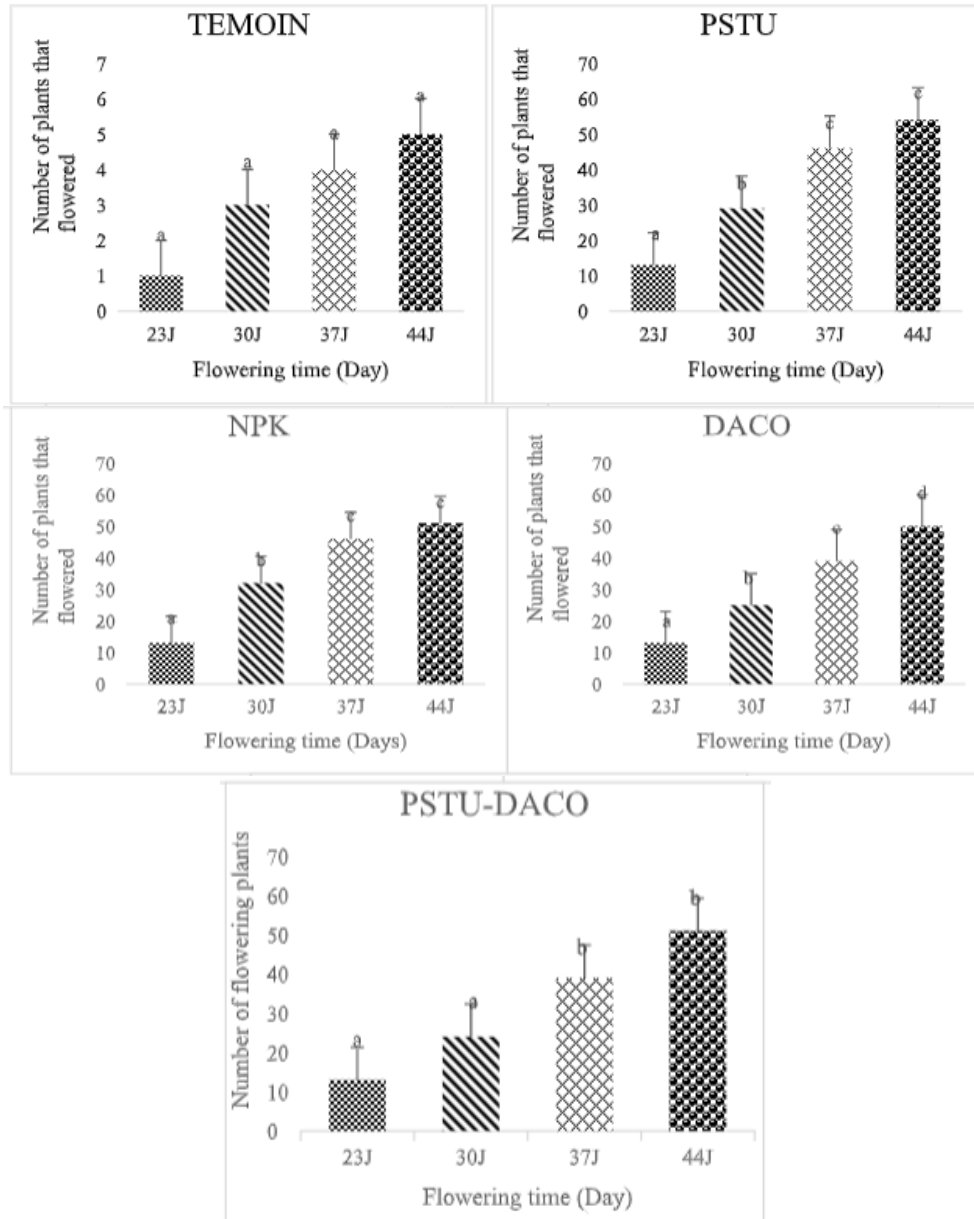 TEMOIN
Number of plants that
flowered
7
6
5
4
3
2
1
0
a
a
a
a
23J 30J 37J 44J
Flowering time (Day)
PSTU
Number of plants that
flowered
70
60
50
40
30
20
10
0
a
b
c
c
23J 30J 37J 44J
Flowering time (Day)
NPK
Number of plants that
flowered
70
60
50
40
30
20
10
0
a
b
c
c
23J 30J 37J 44J
Flowering time (Days)
DACO
Number of plants that
flowered
70
60
50
40
30
20
10
0
a
b
23J 30J 37J 44J
Flowering time (Day)
PSTU-DACO
Number of flowering plants
70
60
50
40
30
20
10
0
a
a
b
b
23J 30J 37J 44J
Flowering time (Day)